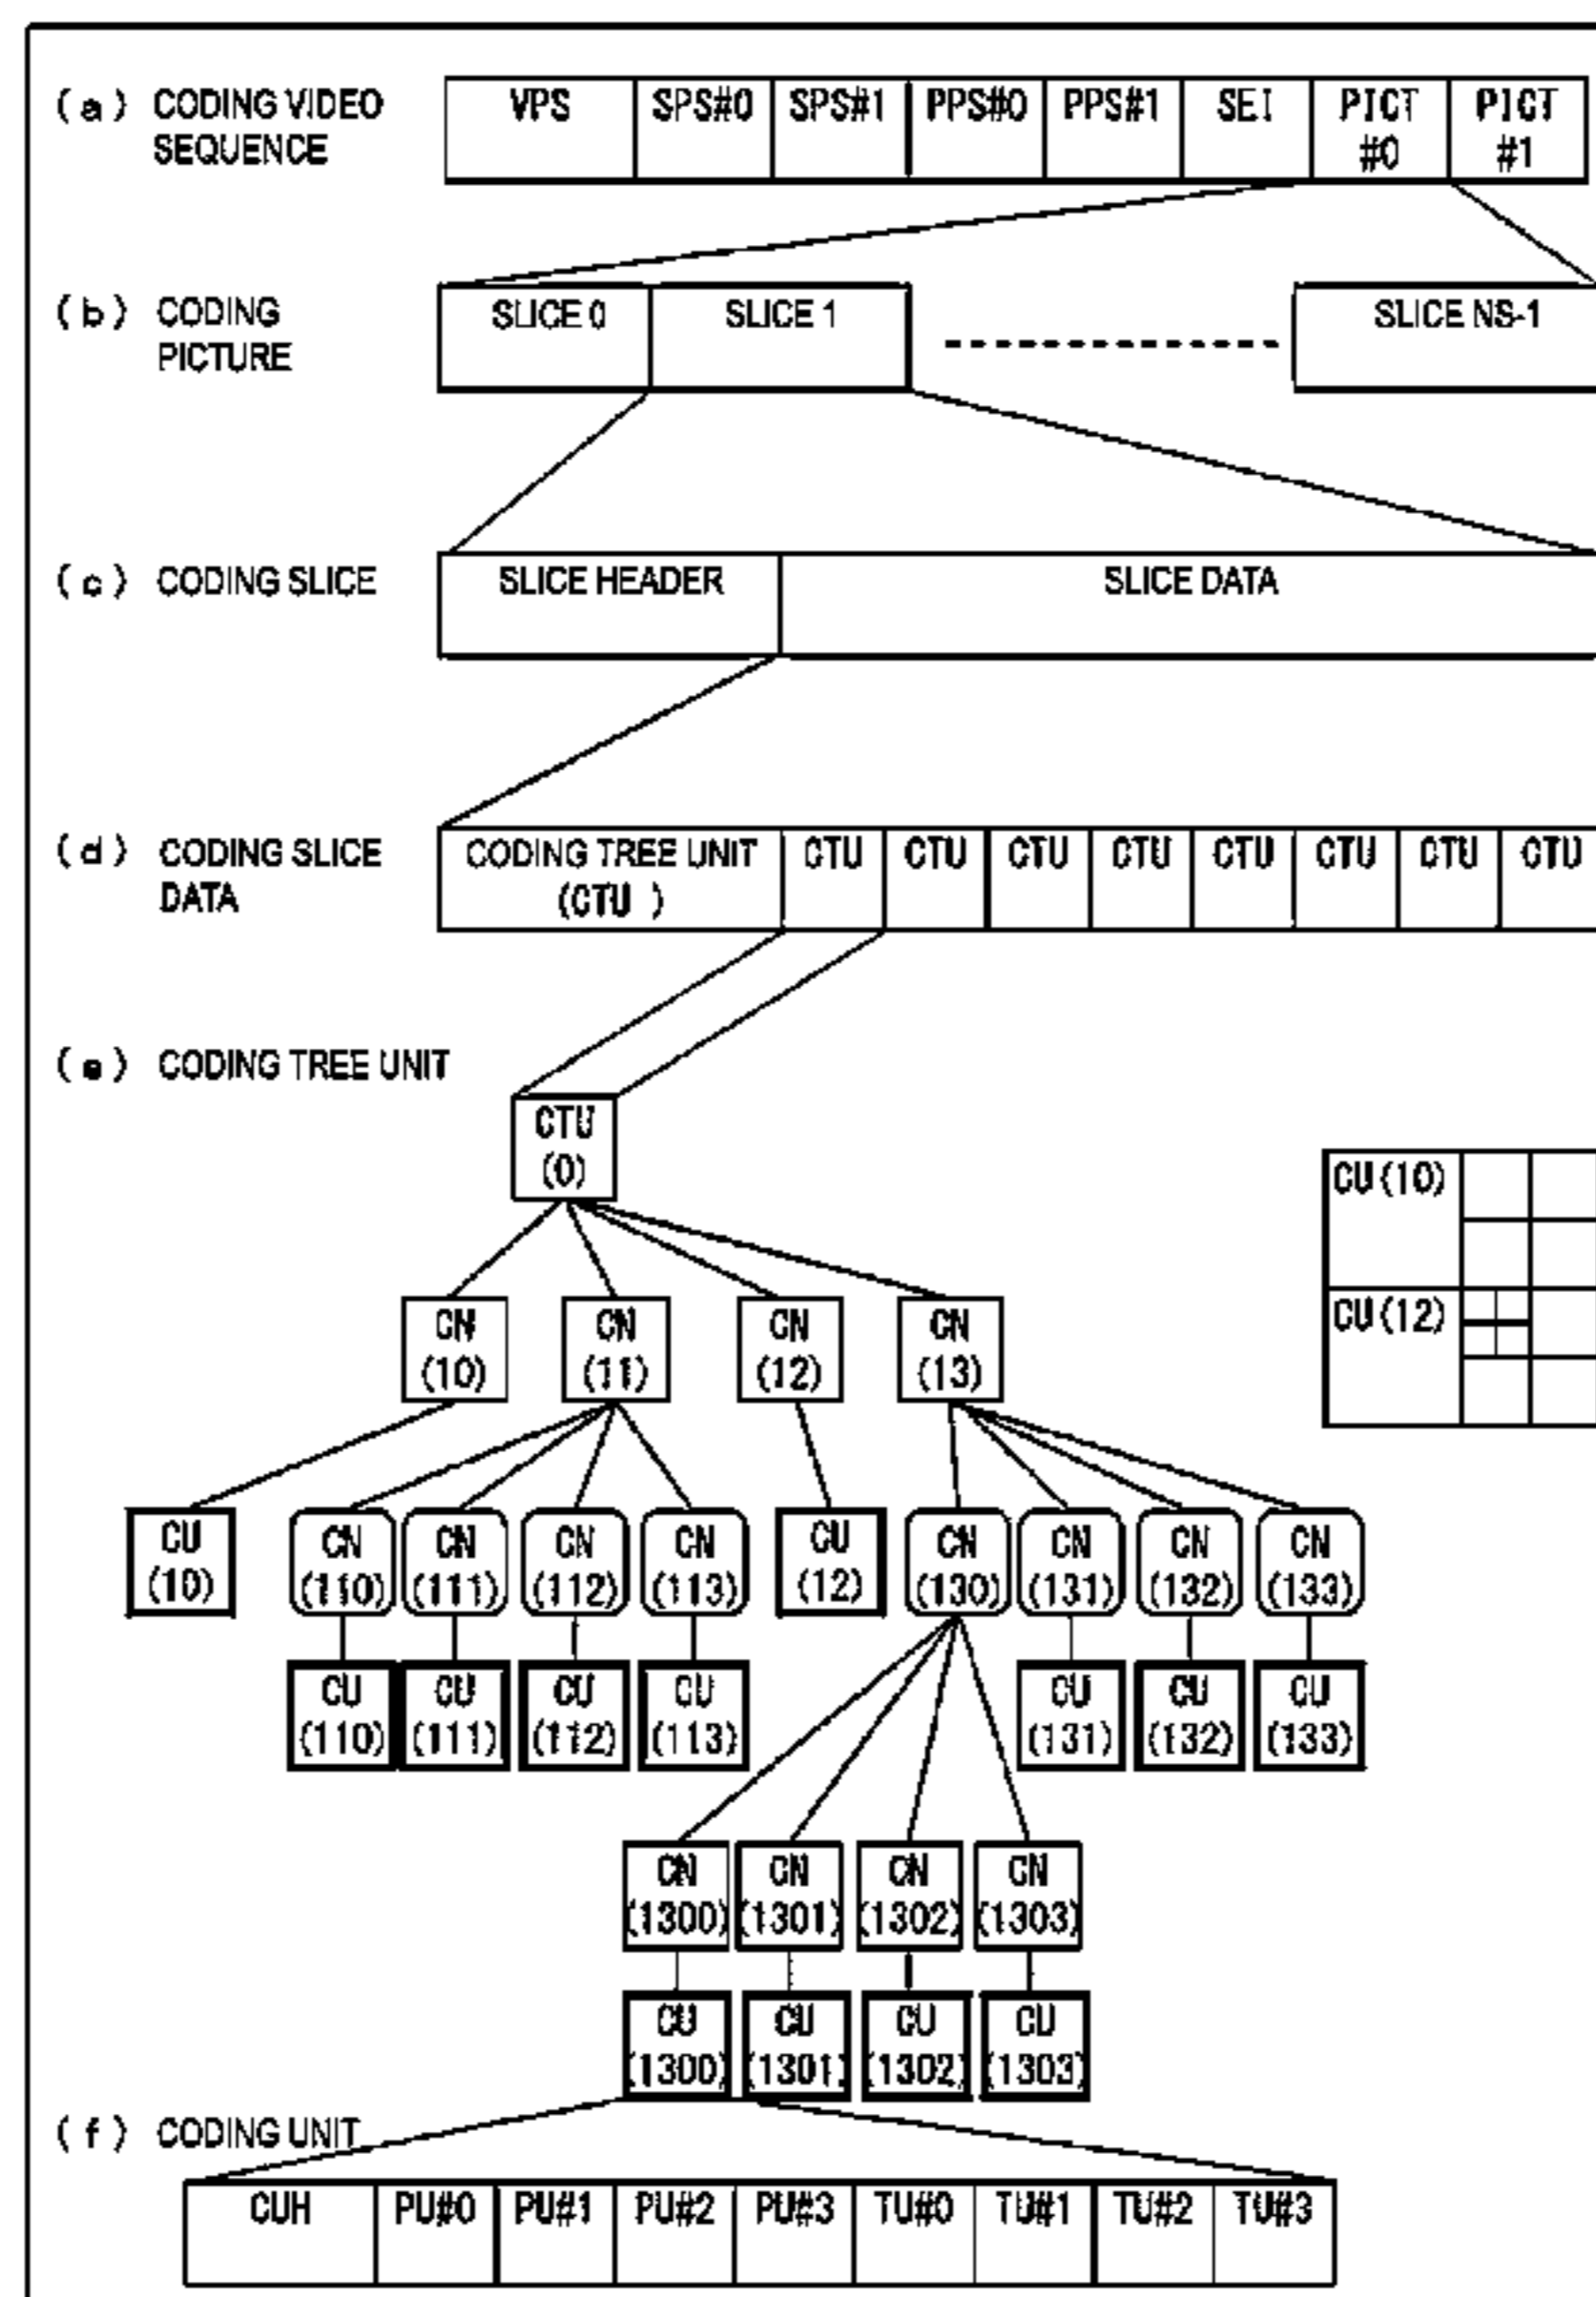 (a) CODING VIDEO SEQUENCE
VPS SPS#0 SPS#1 PPS#0 PPS#1 SEI PICT #0 PICT #1
(b) CODING PICTURE
SLICE 0 SLICE 1 SLICE NS-1
(c) CODING SLICE
SLICE HEADER SLICE DATA
(d) CODING SLICE DATA
CODING TREE UNIT (CTU ) CTU CTU CTU CTU CTU CTU CTU CTU
(e) CODING TREE UNIT
CTU (0)
CU(10)
CU(12)
CN (10) CN (11) CN (12) CN (13)
CU (10) CN (110) CN (111) CN (112) CN (113) CU (12) CN (130) CN (131) CN (132) CN (133)
CU (110) CU (111) CU (112) CU (113) CU (131) CU (132) CU (133)
CN (1300) CN (1301) CN (1302) CN (1303)
CU (1300) CU (1301) CU (1302) CU (1303)
(f) CODING UNIT
CUH PU#0 PU#1 PU#2 PU#3 TU#0 TU#1 TU#2 TU#3